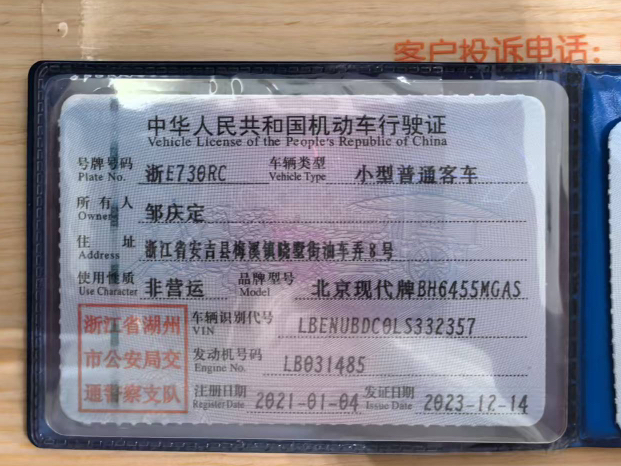 客户投诉电话:
中华人民共和国机动车行驶证
Vehicle License of the People's Republic of China
号牌号码 Plate No. 浙E730RC 车辆类型 Vehicle Type 小型普通客车
所有人 Owner 邹庆定
住址 Address 浙江省安吉县梅溪镇晓墅街油车弄8号
使用性质 Use Character 非营运 品牌型号 Model 北京现代牌BH6455MGAS
浙江省湖州
市公安局交
通警察支队
车辆识别代号 VIN LBENUBDC0LS332357
发动机号码 Engine No. LB031485
注册日期 Register Date 2021-01-04 发证日期 Issue Date 2023-12-14